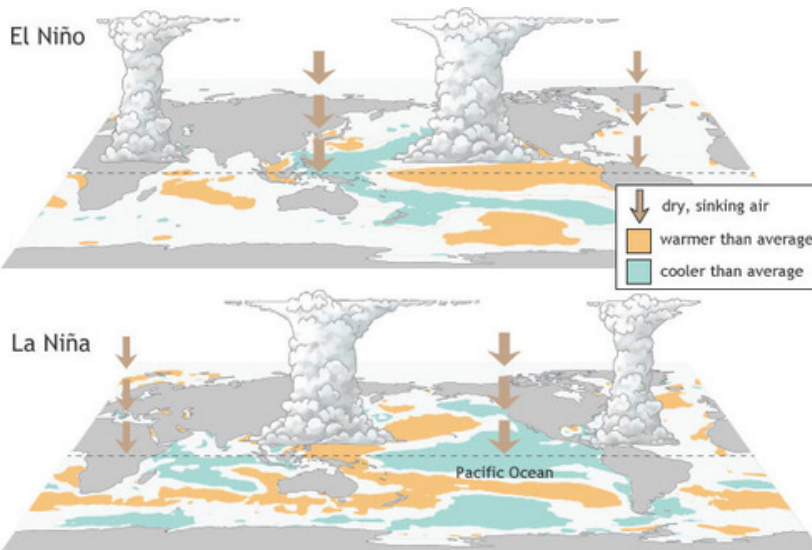 El Niño
dry, sinking air
warmer than average
cooler than average
La Niña
Pacific Ocean